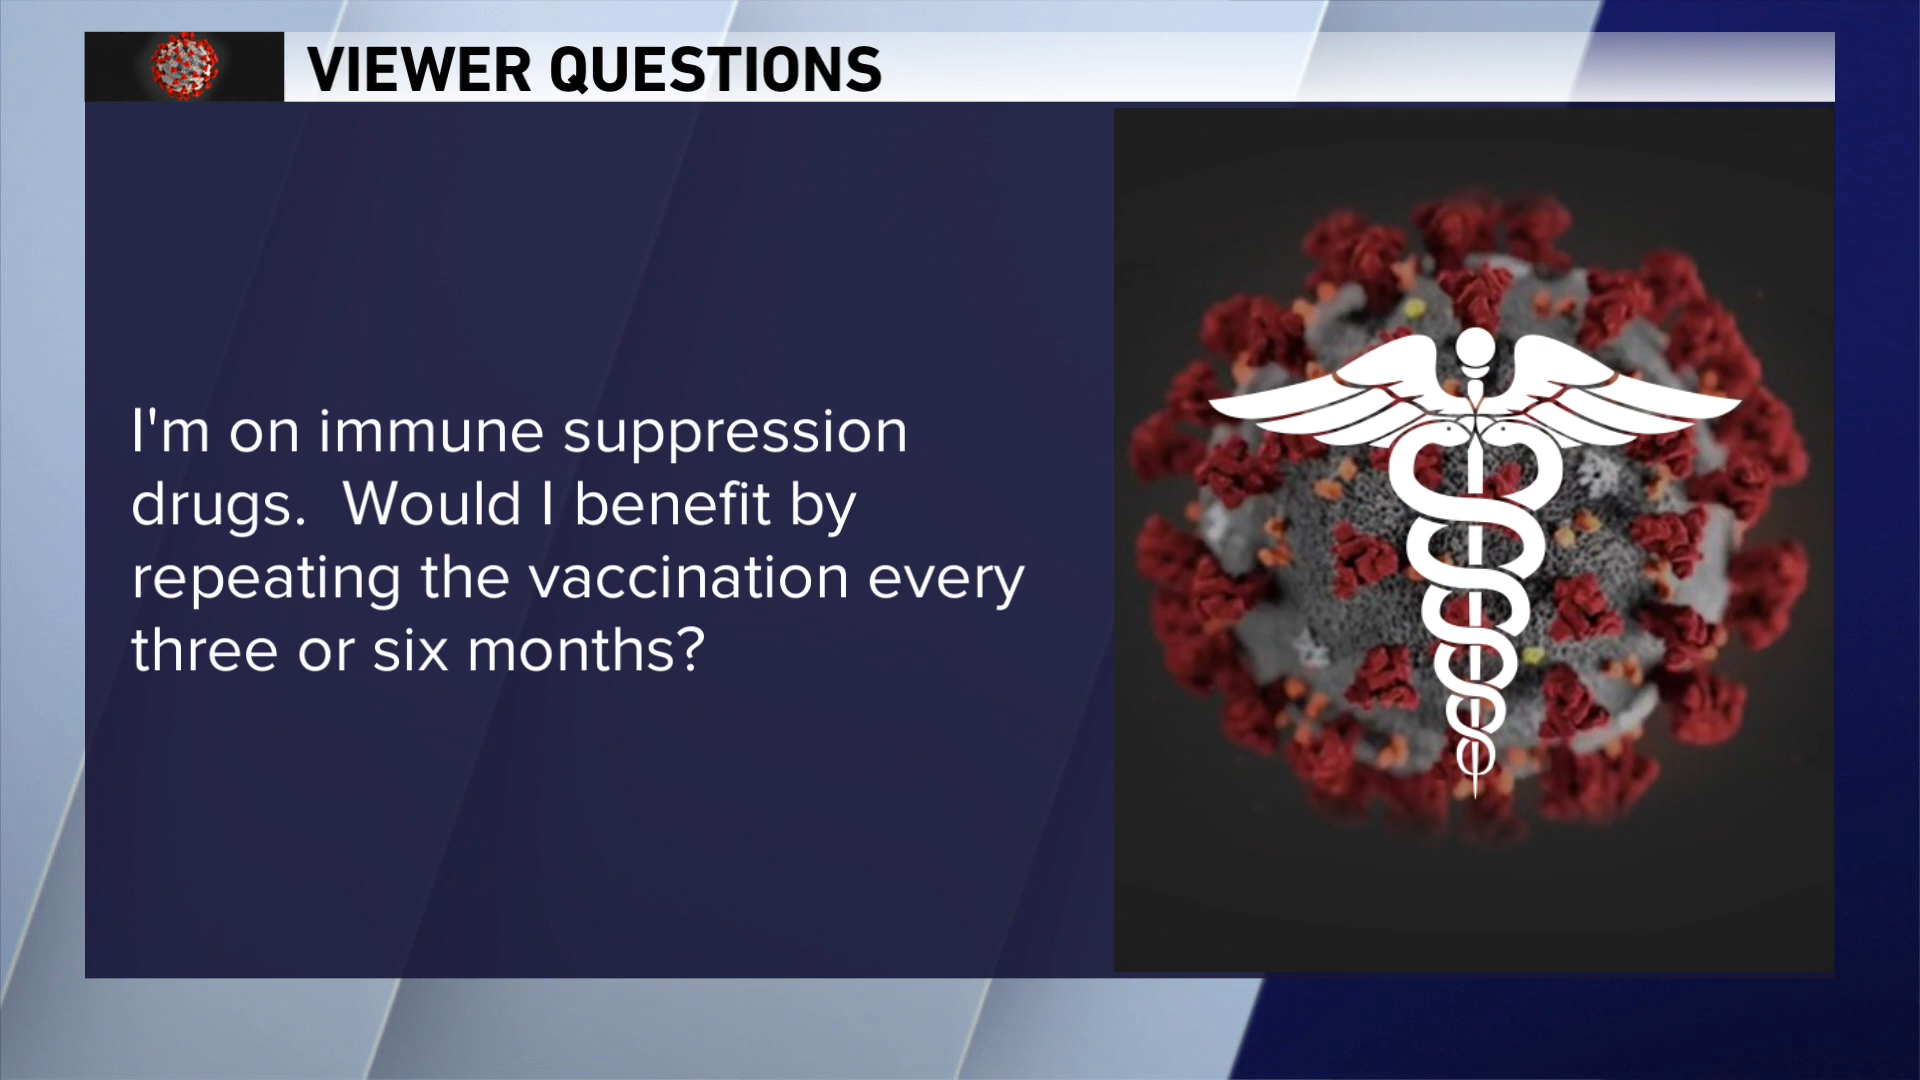 VIEWER QUESTIONS
I'm on immune suppression
drugs.  Would I benefit by
repeating the vaccination every
three or six months?